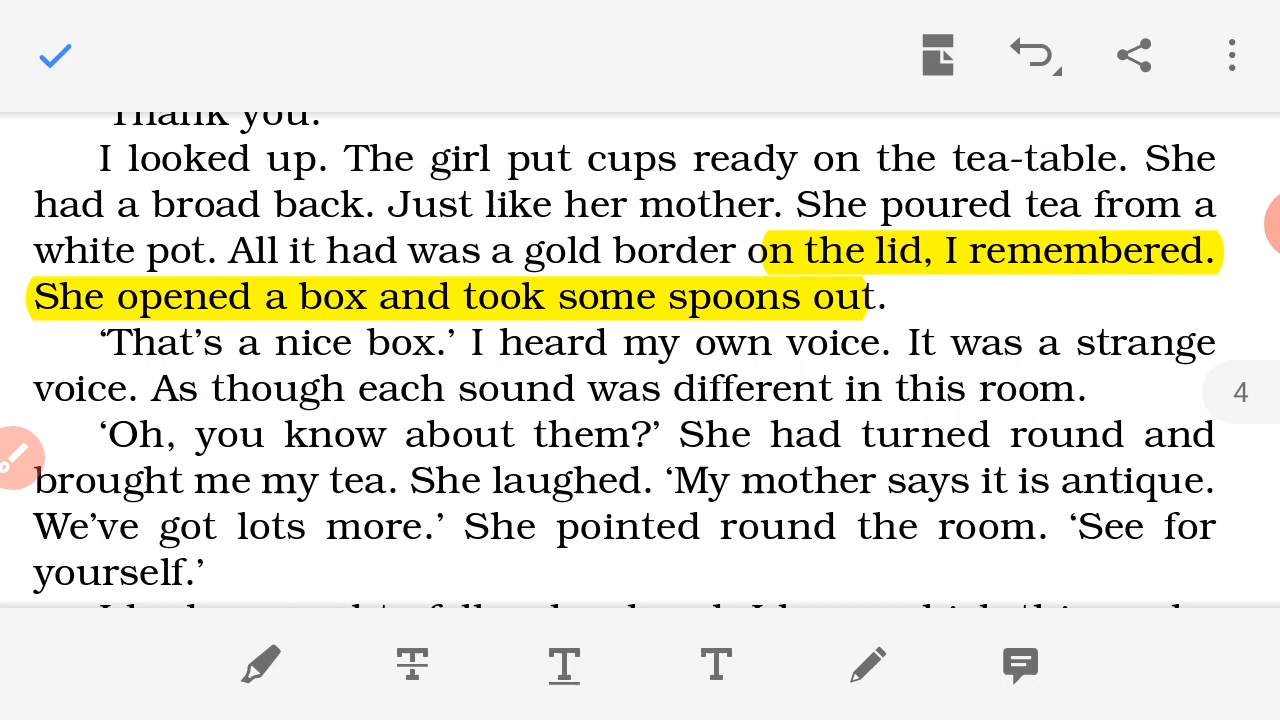 Thank you.
I looked up. The girl put cups ready on the tea-table. She
had a broad back. Just like her mother. She poured tea from a
white pot. All it had was a gold border on the lid, I remembered.
She opened a box and took some spoons out.
‘That’s a nice box.’ I heard my own voice. It was a strange
voice. As though each sound was different in this room.
‘Oh, you know about them?’ She had turned round and
brought me my tea. She laughed. ‘My mother says it is antique.
We’ve got lots more.’ She pointed round the room. ‘See for
yourself.’
4